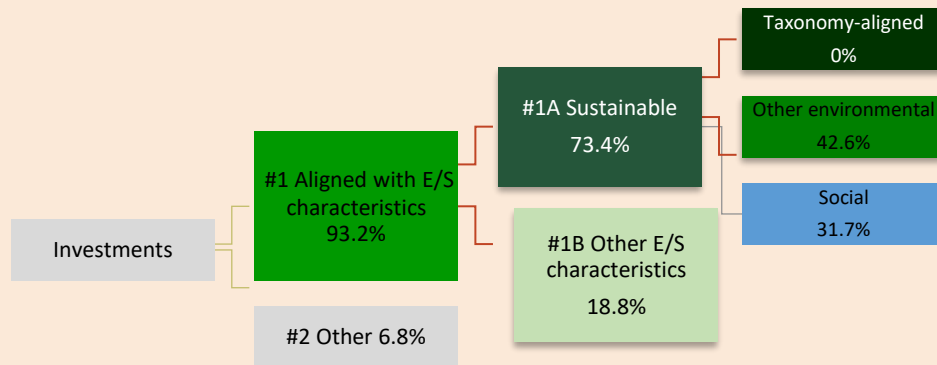 Investments
#1 Aligned with E/S
characteristics
93.2%
#2 Other 6.8%
#1A Sustainable
73.4%
#1B Other E/S
characteristics
18.8%
Taxonomy-aligned
0%
Other environmental
42.6%
Social
31.7%